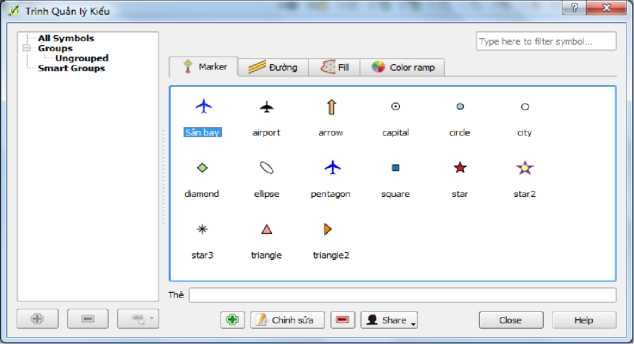 Trình Quản lý Kiểu
All Symbols
Groups
Ungrouped
Smart Groups
Type here to filter symbol...
Marker Đường Fill Color ramp
Sân bay airport arrow capital circle city
diamond ellipse pentagon square star star2
star3 triangle triangle2
Thẻ
Chỉnh sửa Share Close Help